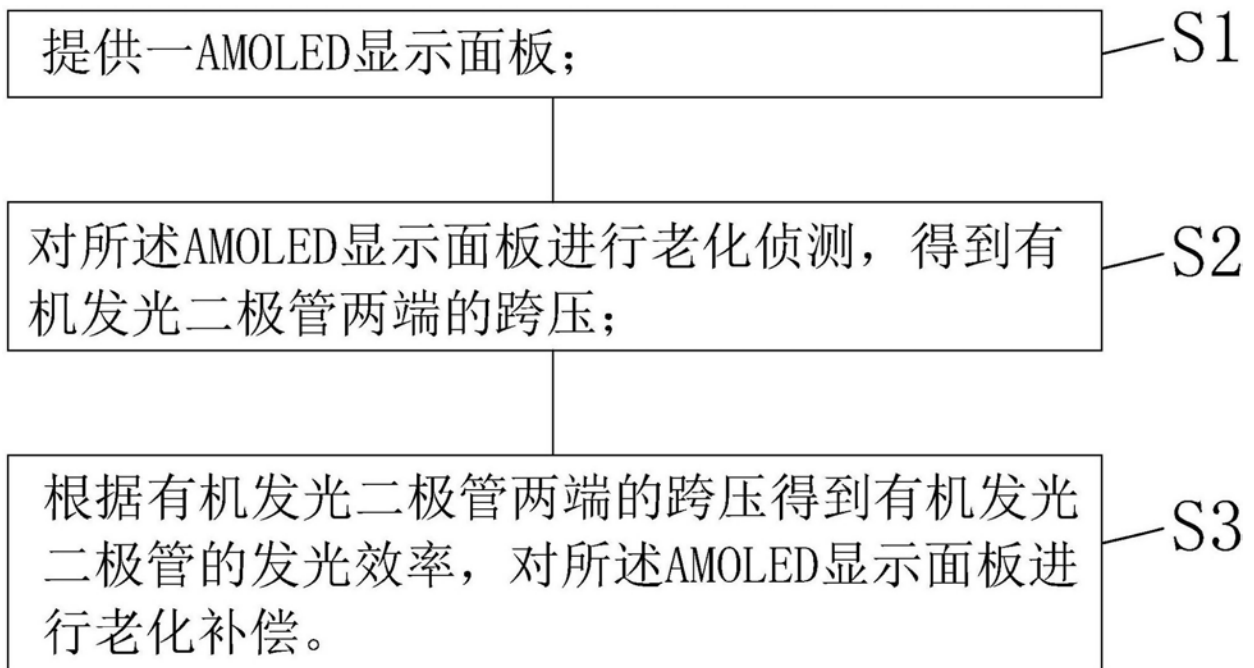 提供一AMOLED显示面板;
S1
对所述AMOLED显示面板进行老化侦测，得到有
机发光二极管两端的跨压;
S2
根据有机发光二极管两端的跨压得到有机发光
二极管的发光效率，对所述AMOLED显示面板进
行老化补偿。
S3